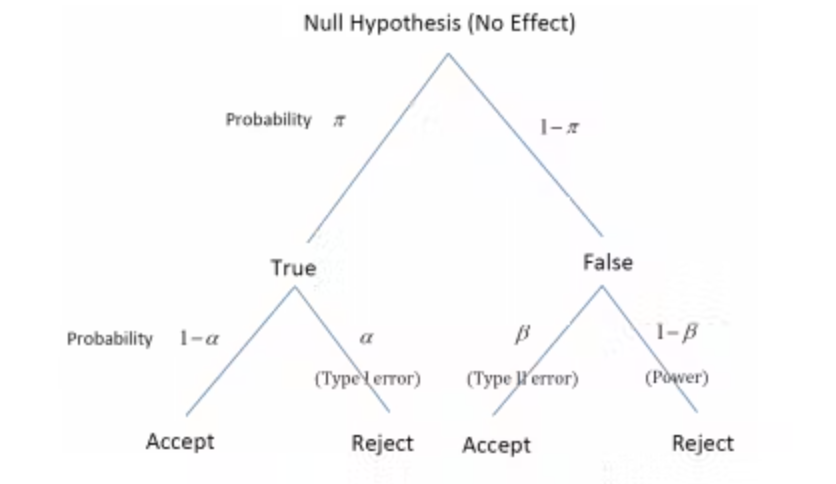 Null Hypothesis (No Effect)
Probability π
1−π
True
False
Probability 1−α
α
β
1−β
(Type I error)
(Type II error)
(Power)
Accept
Reject
Accept
Reject